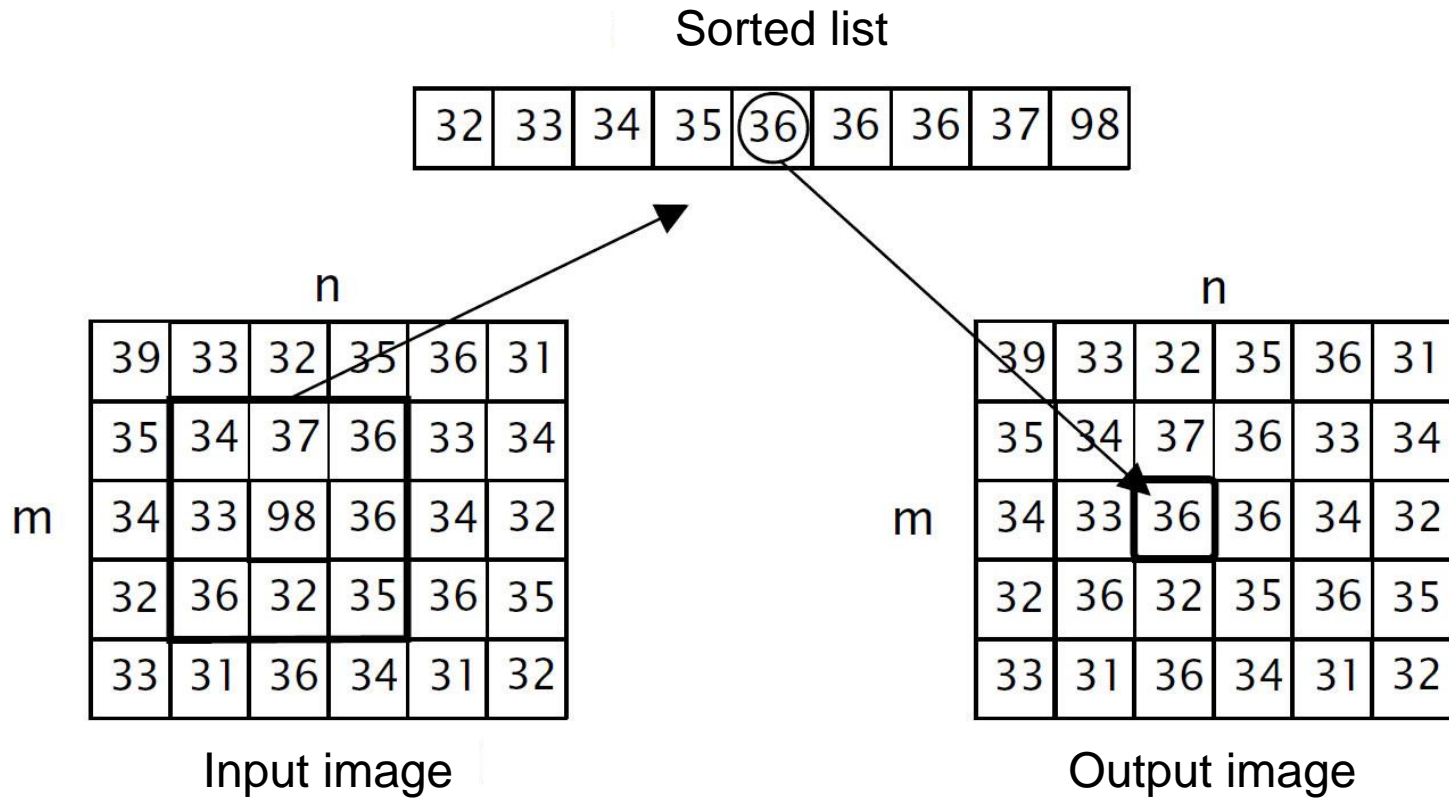 Sorted list
32 33 34 35 36 36 36 37 98
n
n
39 33 32 35 36 31
35 34 37 36 33 34
m
34 33 98 36 34 32
32 36 32 35 36 35
33 31 36 34 31 32
Input image
39 33 32 35 36 31
35 34 37 36 33 34
m
34 33 36 36 34 32
32 36 32 35 36 35
33 31 36 34 31 32
Output image